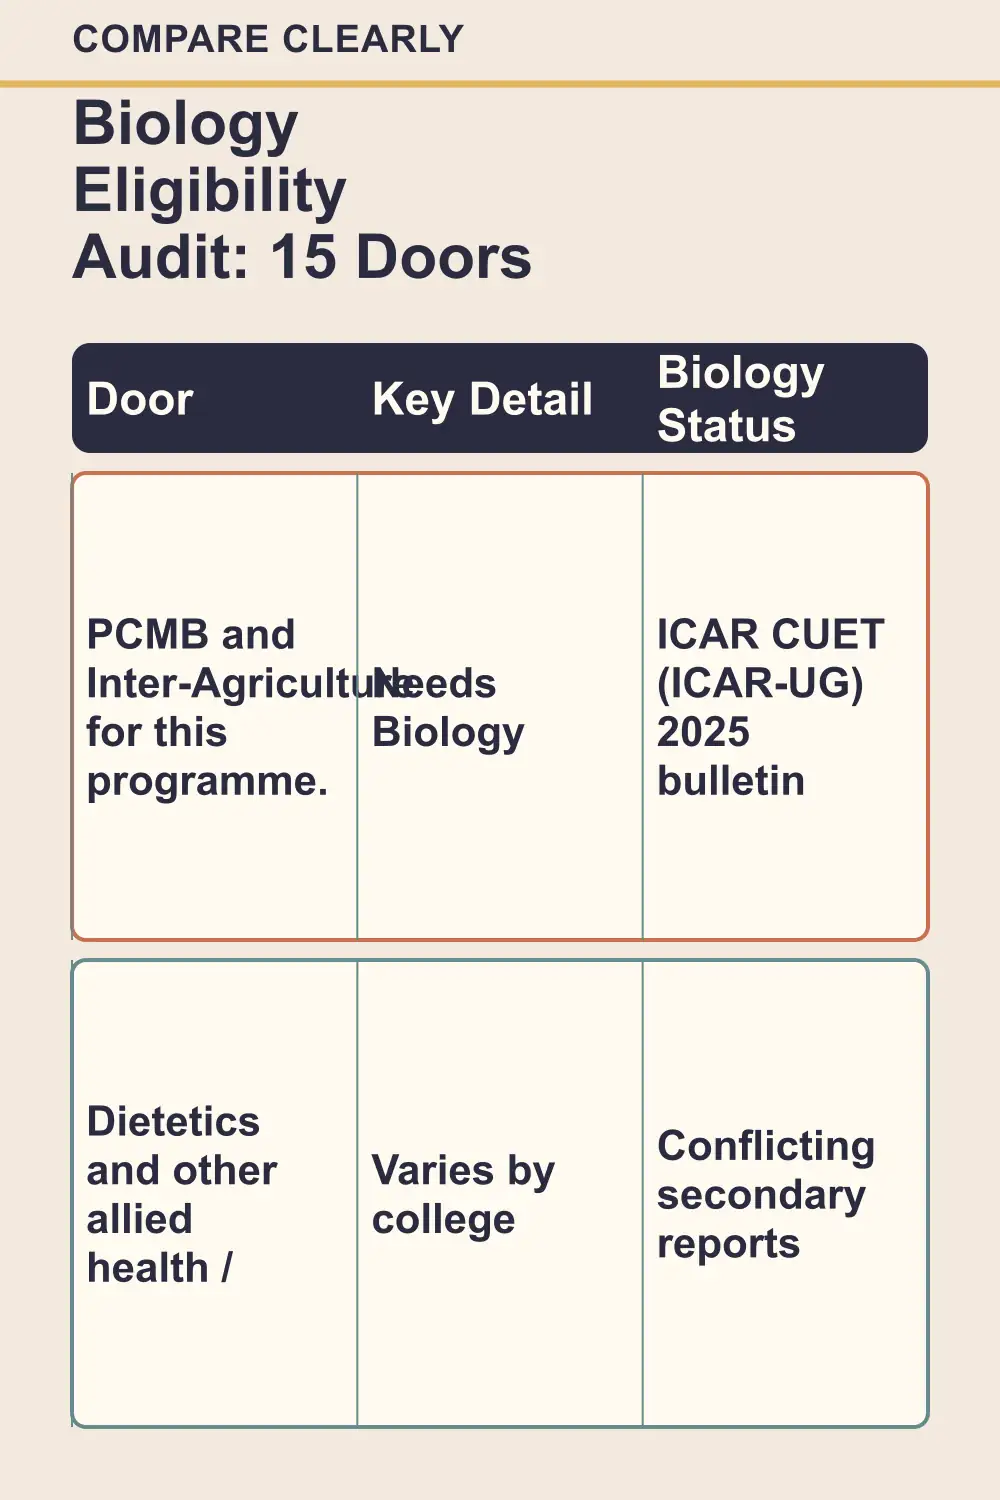 COMPARE CLEARLY
Biology
Eligibility
Audit: 15 Doors
Door
Key Detail
Biology
Status
PCMB and
Inter-Agriculture
for this
programme.
Needs
Biology
ICAR CUET
(ICAR-UG)
2025
bulletin
Dietetics
and other
allied
health /
Varies by
college
Conflicting
secondary
reports